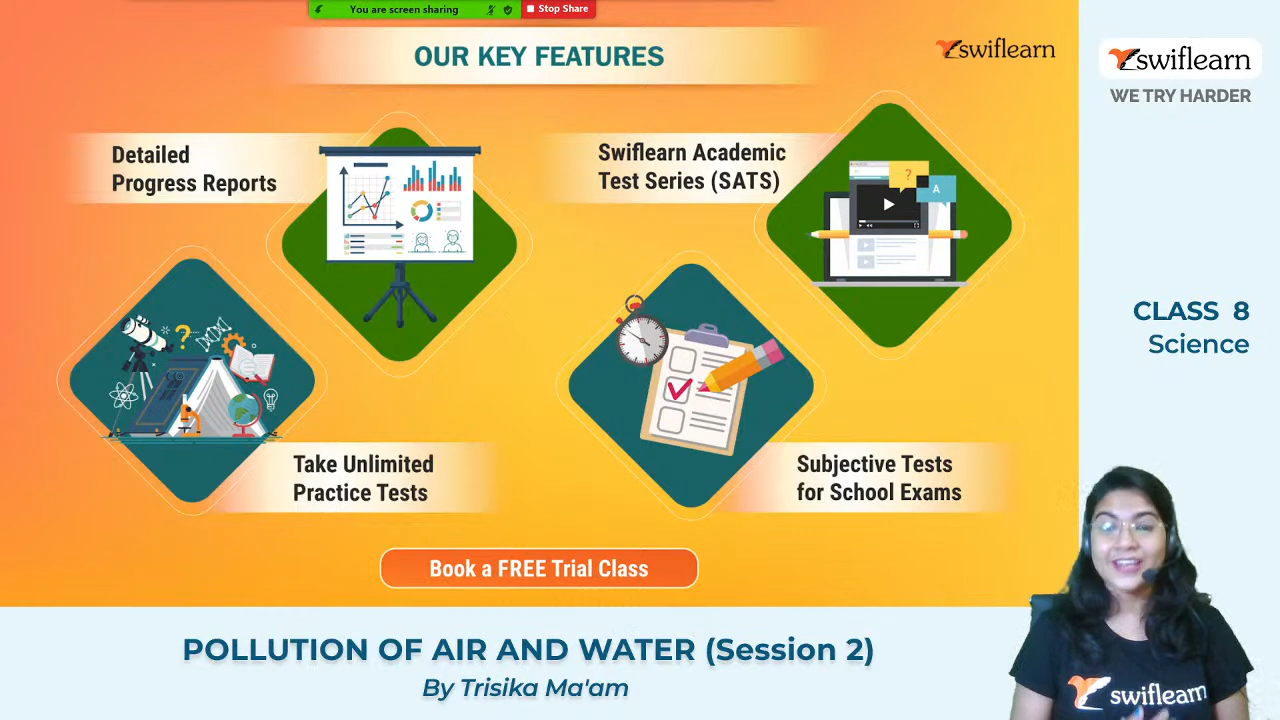 You are screen sharing
Stop Share
OUR KEY FEATURES
swiflearn
swiflearn
WE TRY HARDER
Detailed
Progress Reports
Swiflearn Academic
Test Series (SATS)
?
A
?
CLASS 8
Science
Take Unlimited
Practice Tests
Subjective Tests
for School Exams
Book a FREE Trial Class
POLLUTION OF AIR AND WATER (Session 2)
By Trisika Ma'am
swiflearn